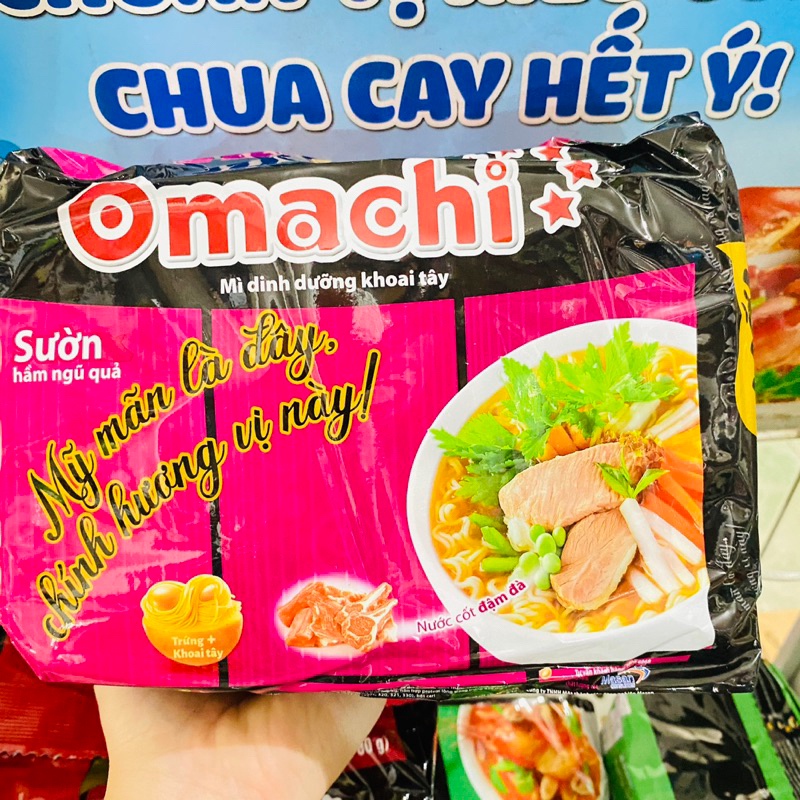 CHUA CAY HẾT Ý!
Omachi
Mì dinh dưỡng khoai tây
Sườn
hầm ngũ quả
Mỹ mãn là đây,
chính hương vị này!
Trứng +
Khoai tây
Nước cốt đậm đà
Masan